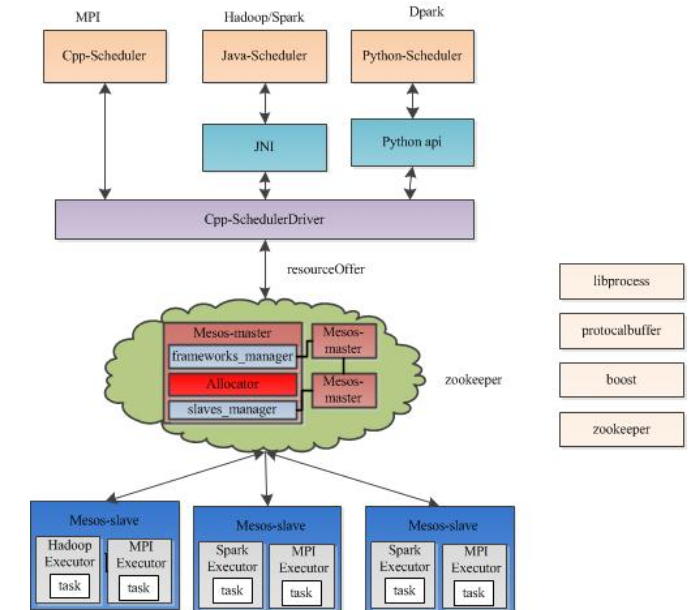 MPI
Hadoop/Spark
Dpark
Cpp-Scheduler
Java-Scheduler
Python-Scheduler
JNI
Python api
Cpp-SchedulerDriver
resourceOffer
Mesos-master
frameworks_manager
Allocator
slaves_manager
Mesos-
master
Mesos-
master
zookeeper
libprocess
protocalbuffer
boost
zookeeper
Mesos-slave
Hadoop
Executor
task
MPI
Executor
task
Mesos-slave
Spark
Executor
task
MPI
Executor
task
Mesos-slave
Spark
Executor
task
MPI
Executor
task